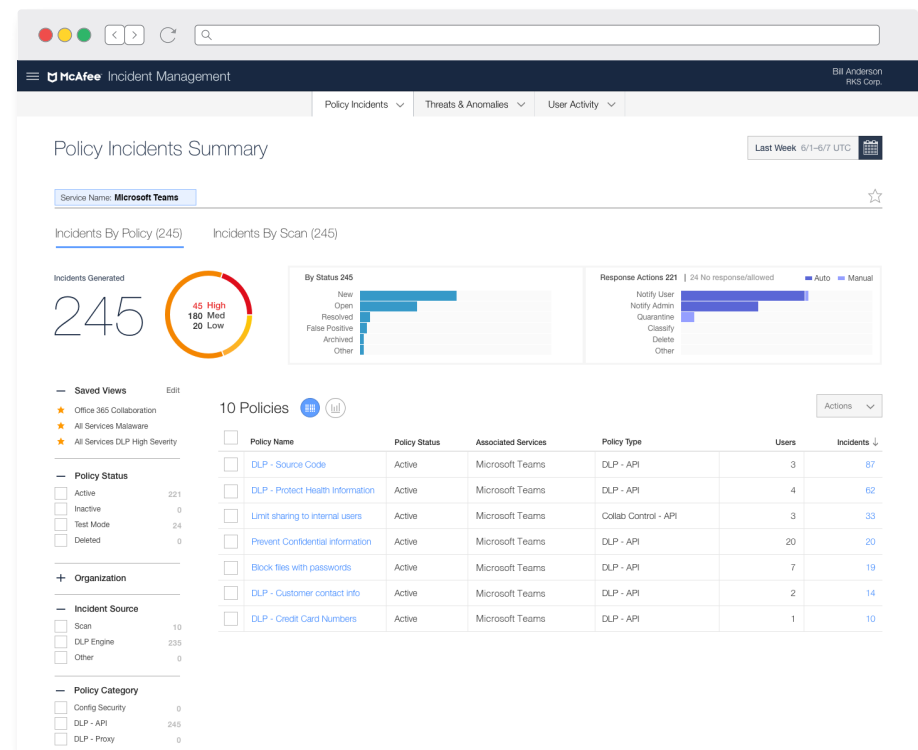 McAfee Incident Management
Bill Anderson
RKS Corp.
Policy Incidents
Threats & Anomalies
User Activity
Policy Incidents Summary
Last Week 6/1–6/7 UTC
Service Name: Microsoft Teams
Incidents By Policy (245)
Incidents By Scan (245)
Incidents Generated
245
45 High
180 Med
20 Low
By Status 245
New
Open
Resolved
False Positive
Archived
Other
Response Actions 221 | 24 No response/allowed
Auto
Manual
Notify User
Notify Admin
Quarantine
Classify
Delete
Other
Saved Views Edit
Office 365 Collaboration
All Services Malaware
All Services DLP High Severity
Policy Status
Active 221
Inactive 0
Test Mode 24
Deleted 0
Organization
Incident Source
Scan 10
DLP Engine 235
Other 0
Policy Category
Config Security 0
DLP - API 245
DLP - Proxy 0
10 Policies
Actions
Policy Name Policy Status Associated Services Policy Type Users Incidents ↓
DLP - Source Code Active Microsoft Teams DLP - API 3 87
DLP - Protect Health Information Active Microsoft Teams DLP - API 4 62
Limit sharing to internal users Active Microsoft Teams Collab Control - API 3 33
Prevent Confidential information Active Microsoft Teams DLP - API 20 20
Block files with passwords Active Microsoft Teams DLP - API 7 19
DLP - Customer contact info Active Microsoft Teams DLP - API 2 14
DLP - Credit Card Numbers Active Microsoft Teams DLP - API 1 10